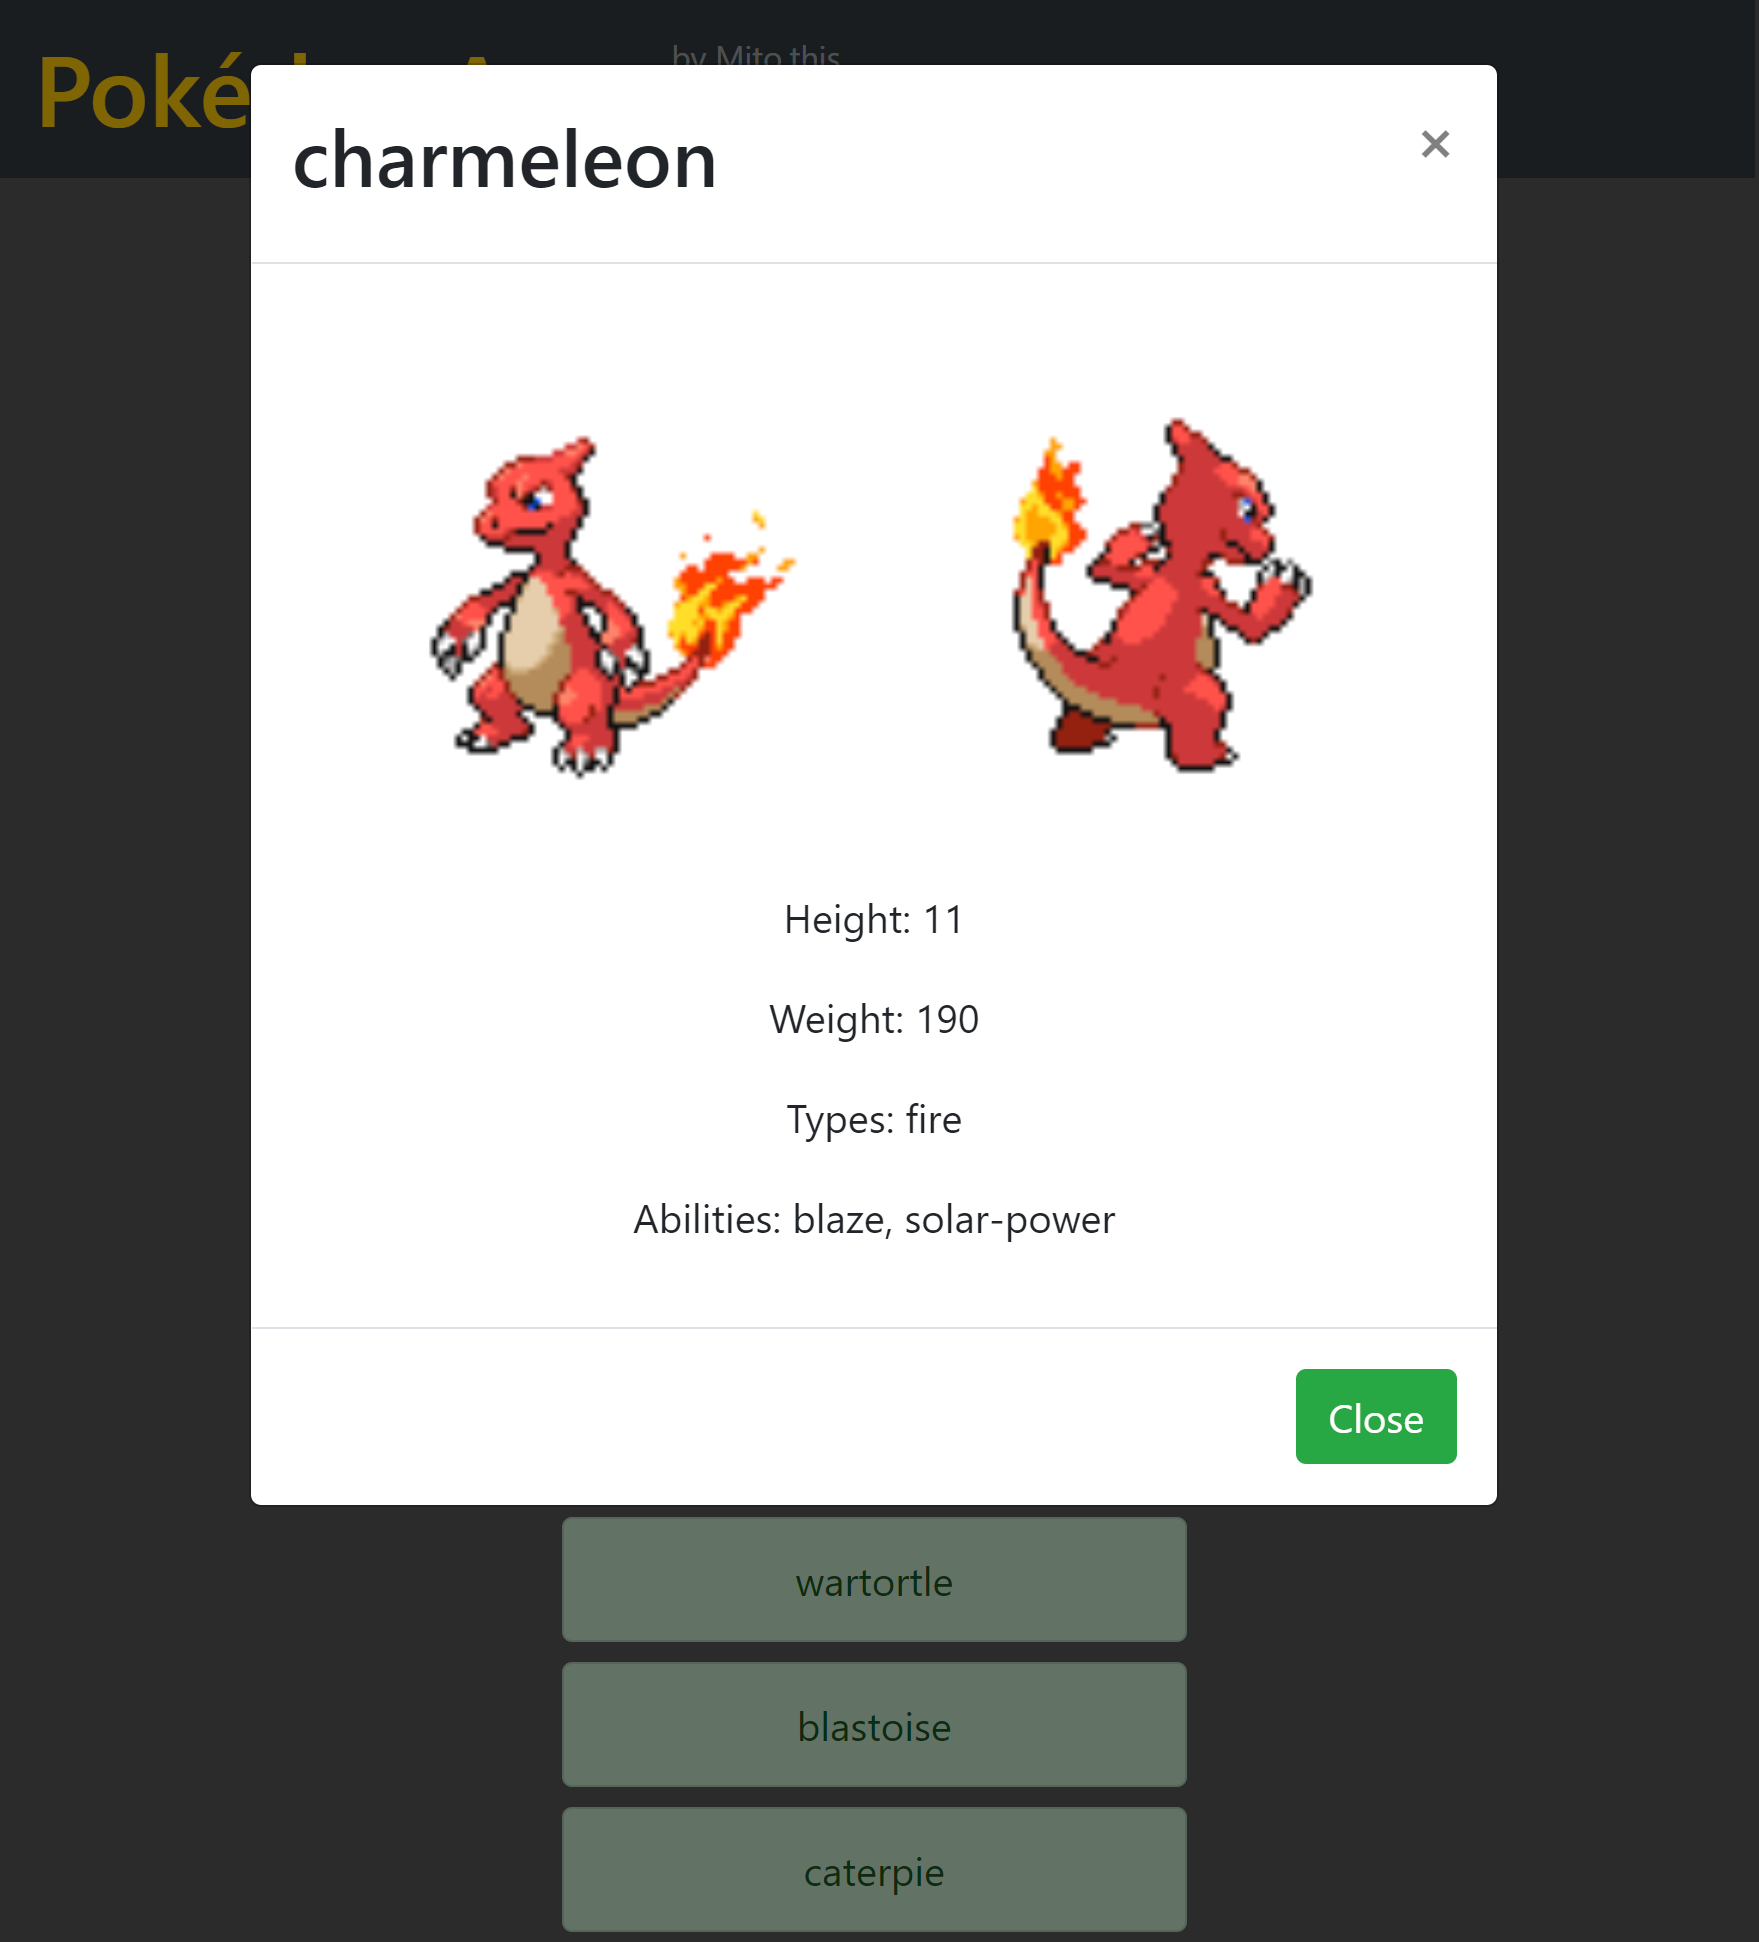 Poké
by Mito this
charmeleon
×
Height: 11
Weight: 190
Types: fire
Abilities: blaze, solar-power
Close
wartortle
blastoise
caterpie